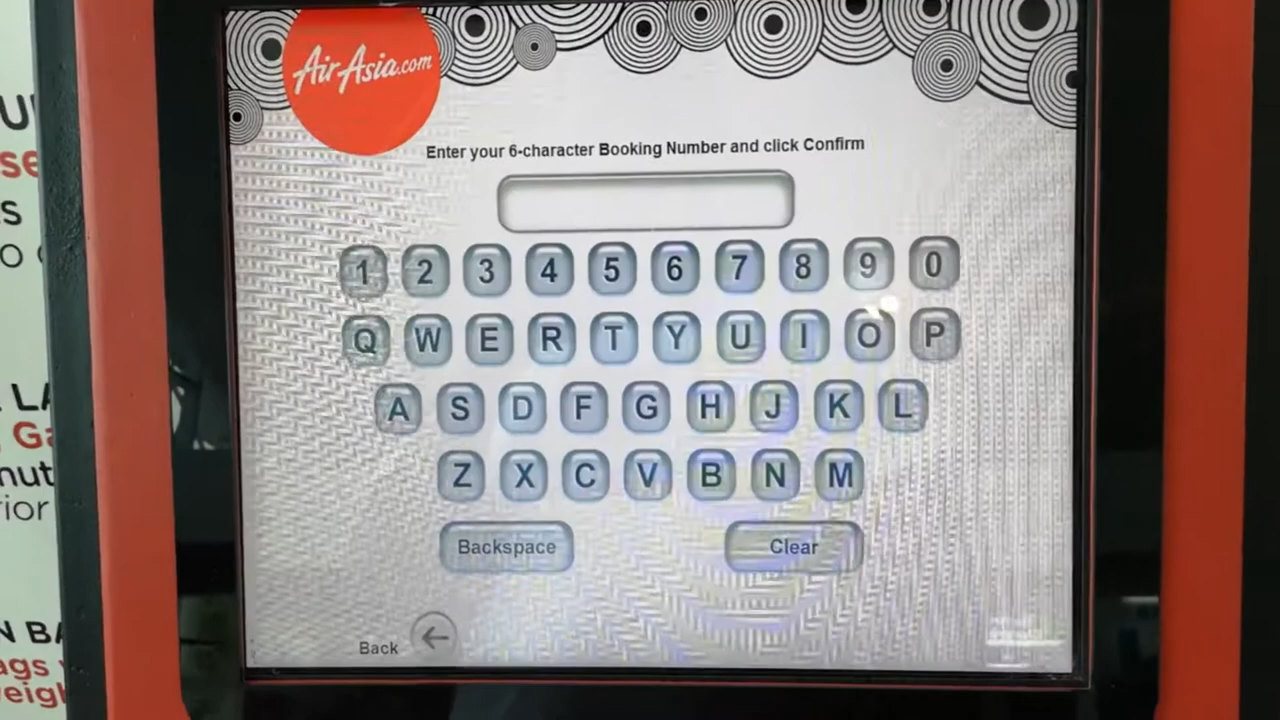 AirAsia.com
Enter your 6-character Booking Number and click Confirm
1 2 3 4 5 6 7 8 9 0
Q W E R T Y U I O P
A S D F G H J K L
Z X C V B N M
Backspace Clear
Back